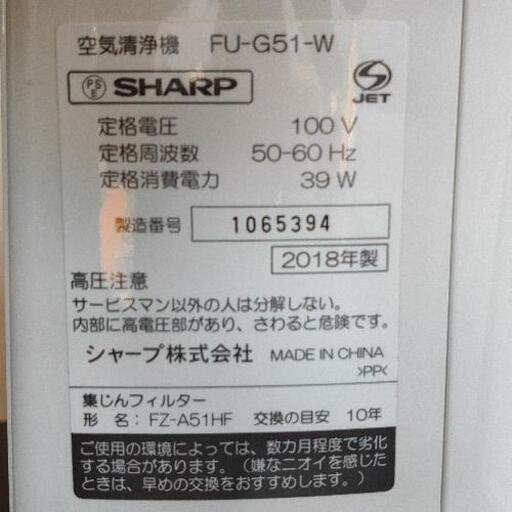 空気清浄機 FU-G51-W
PSE SHARP JET
定格電圧 100 V
定格周波数 50-60 Hz
定格消費電力 39 W
製造番号 1065394
2018年製
高圧注意
サービスマン以外の人は分解しない。
内部に高電圧部があり、さわると危険です。
シャープ株式会社 MADE IN CHINA
>PP<
集じんフィルター
形 名：FZ-A51HF 交換の目安 10年
ご使用の環境によっては、数カ月程度で劣化
する場合があります。（嫌なニオイを感じた
ときは、早めの交換をおすすめします。）